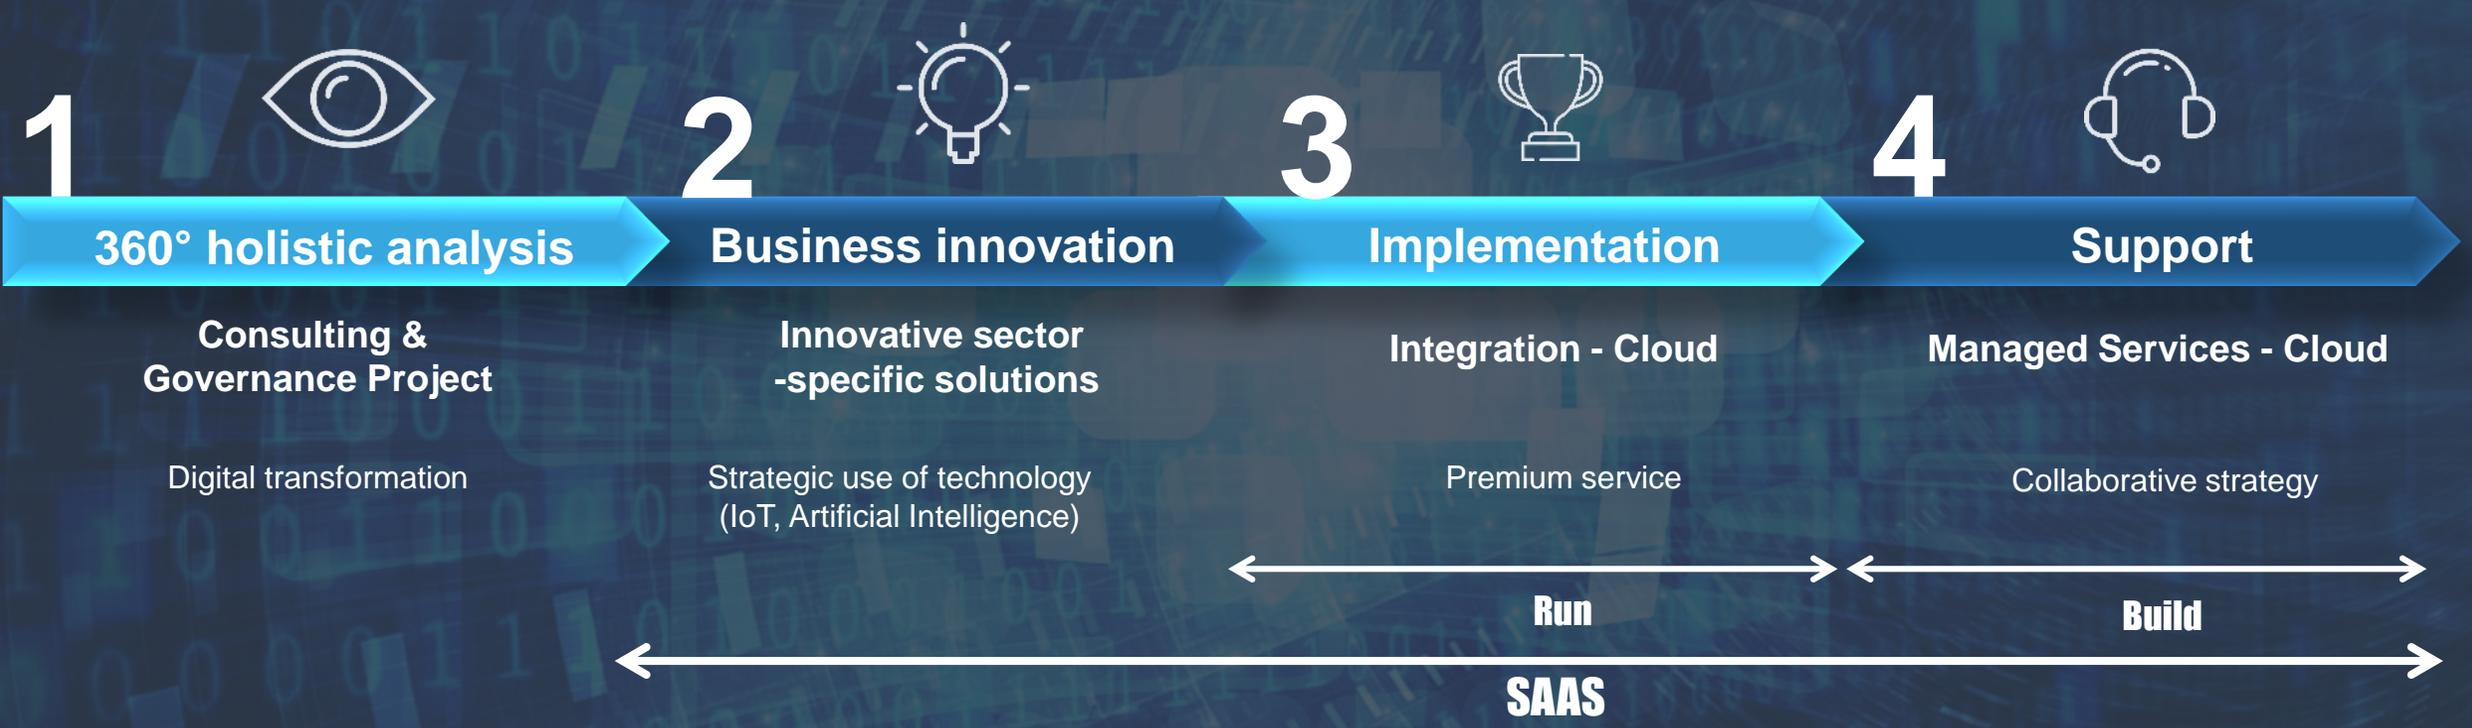 1
2
3
4
360° holistic analysis
Business innovation
Implementation
Support
Consulting &
Governance Project
Innovative sector
-specific solutions
Integration - Cloud
Managed Services - Cloud
Digital transformation
Strategic use of technology
(IoT, Artificial Intelligence)
Premium service
Collaborative strategy
Run
Build
SAAS